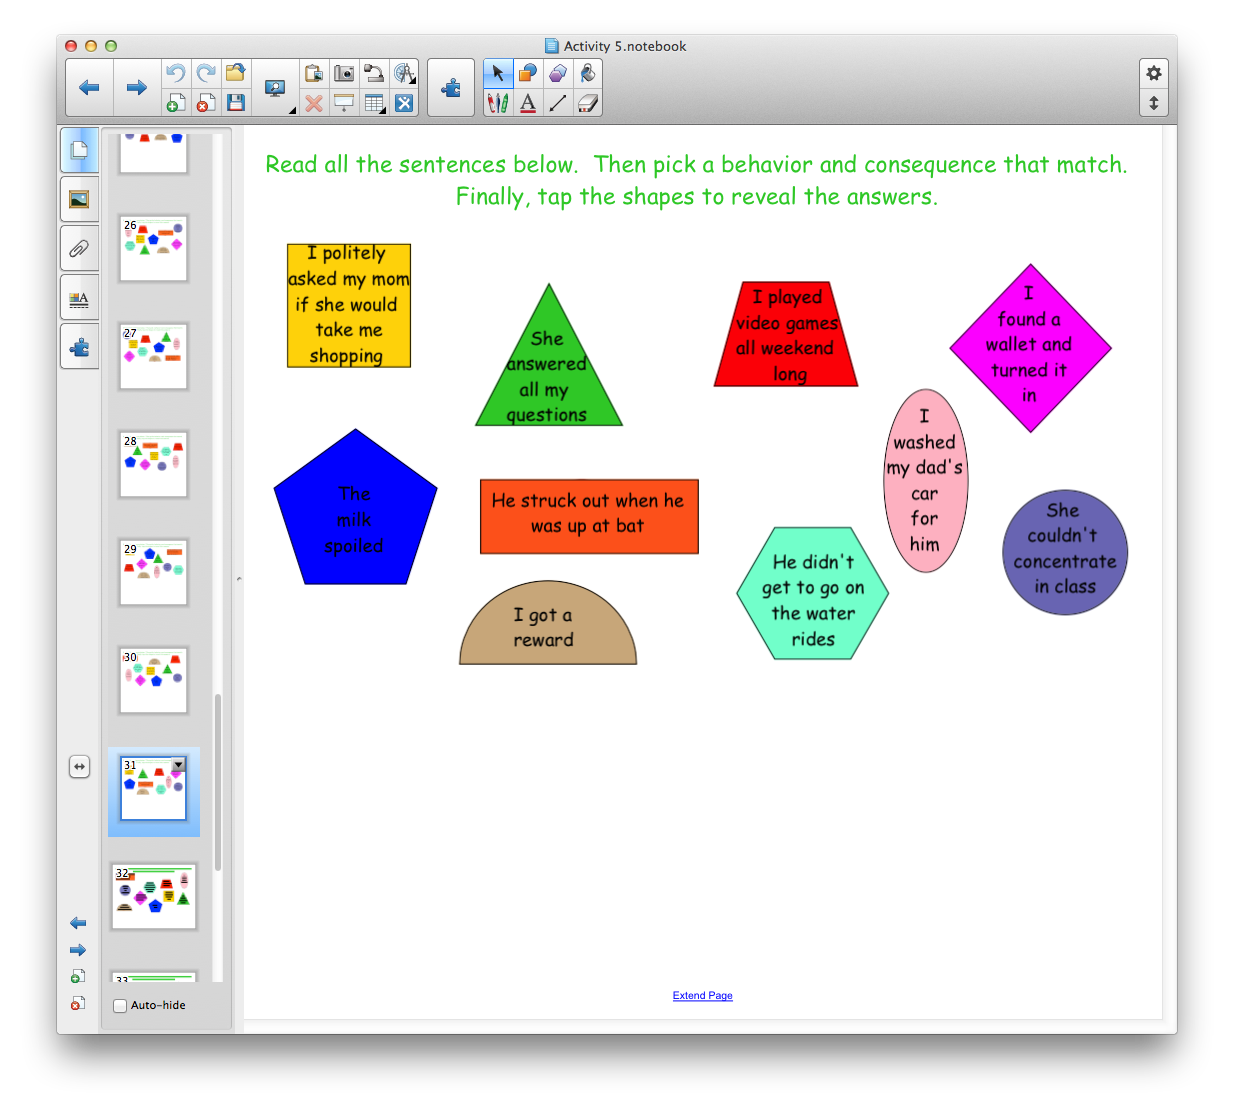 Activity 5.notebook
Read all the sentences below.  Then pick a behavior and consequence that match.
Finally, tap the shapes to reveal the answers.
I politely
asked my mom
if she would
take me
shopping
She
answered
all my
questions
I played
video games
all weekend
long
I
found a
wallet and
turned it
in
I
washed
my dad's
car
for
him
The
milk
spoiled
He struck out when he
was up at bat
She
couldn't
concentrate
in class
He didn't
get to go on
the water
rides
I got a
reward
26
27
28
29
30
31
32
33
Auto-hide
Extend Page